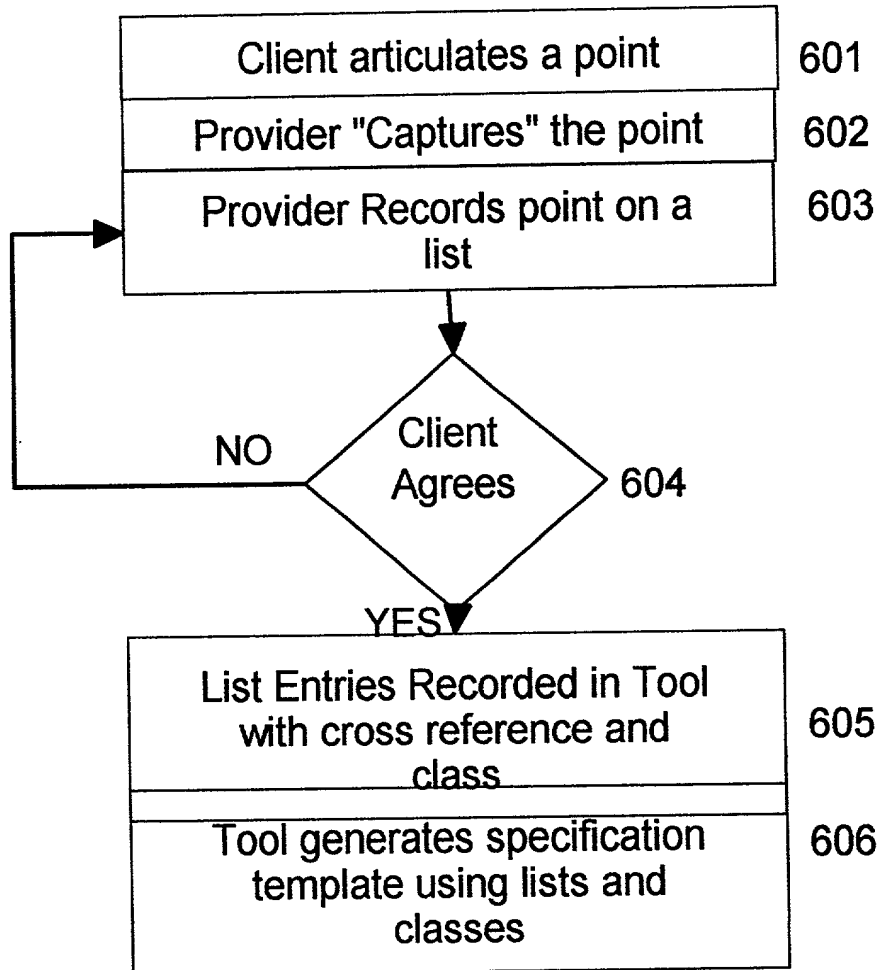 Client articulates a point 601
Provider "Captures" the point 602
Provider Records point on a 603
list
Client
NO
Agrees 604
YES
List Entries Recorded in Tool
with cross reference and 605
class
Tool generates specification 606
template using lists and
classes